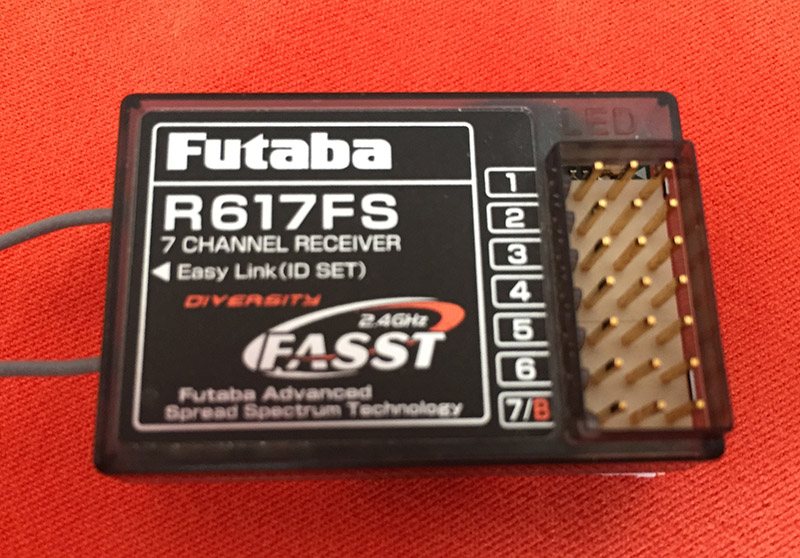 LED
Futaba
R617FS
7 CHANNEL RECEIVER
◀ Easy Link (ID SET)
DIVERSITY
2.4GHz
FASST
Futaba Advanced
Spread Spectrum Technology
1
2
3
4
5
6
7/B